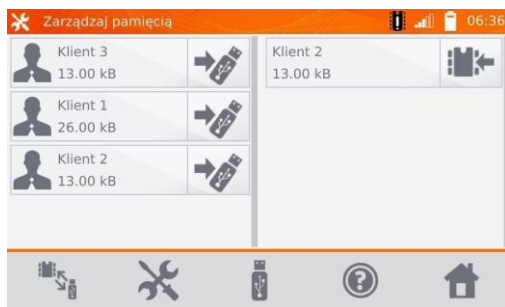 Zarządzaj pamięcią
06:36
Klient 3
13.00 kB
Klient 1
26.00 kB
Klient 2
13.00 kB
Klient 2
13.00 kB
?